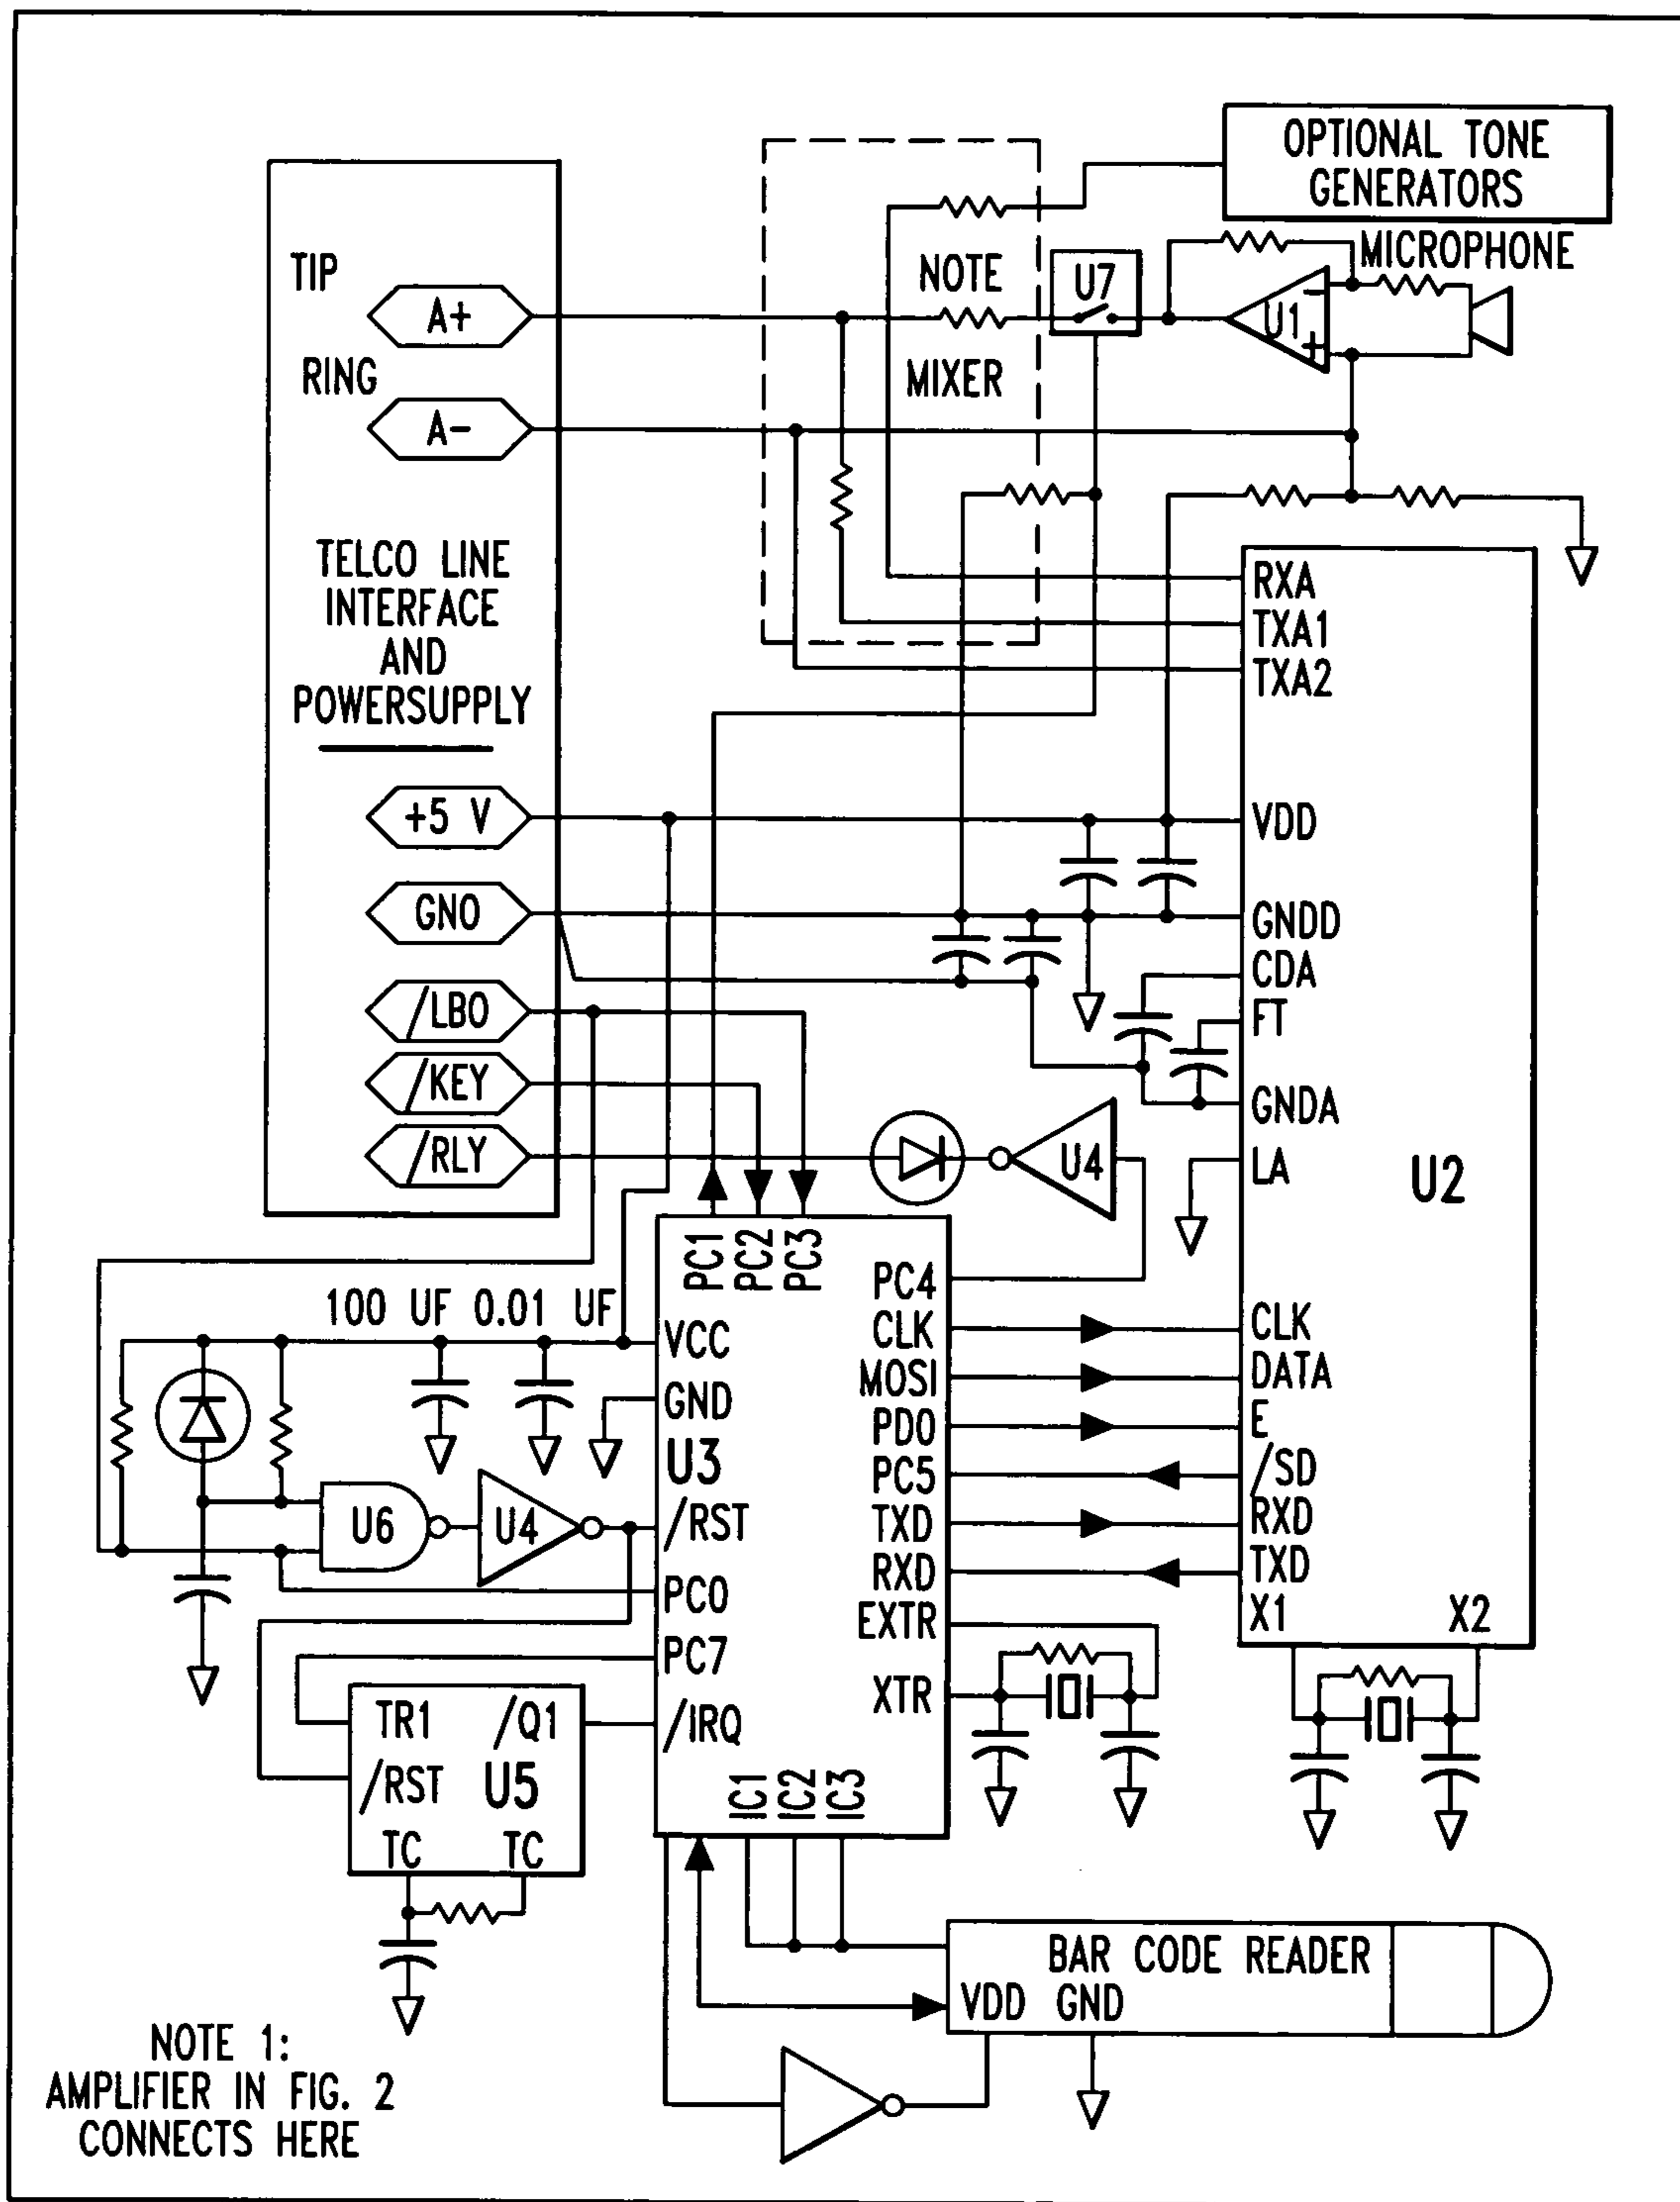 OPTIONAL TONE
GENERATORS
TIP
A+
NOTE
U7
MICROPHONE
U1
−
+
RING
MIXER
A-
TELCO LINE
INTERFACE
AND
POWERSUPPLY
RXA
TXA1
TXA2
+5 V
VDD
GNO
GNDD
CDA
/LBO
FT
/KEY
GNDA
/RLY
U4
LA
U2
PC1
PC2
PC3
PC4
100 UF 0.01 UF
CLK
CLK
VCC
MOSI
DATA
GND
PD0
E
U3
PC5
/SD
U6
U4
/RST
TXD
RXD
RXD
TXD
PC0
EXTR
X1
X2
PC7
XTR
TR1
/Q1
/IRQ
/RST
U5
IC1
IC2
IC3
TC
TC
BAR CODE READER
VDD GND
NOTE 1:
AMPLIFIER IN FIG. 2
CONNECTS HERE